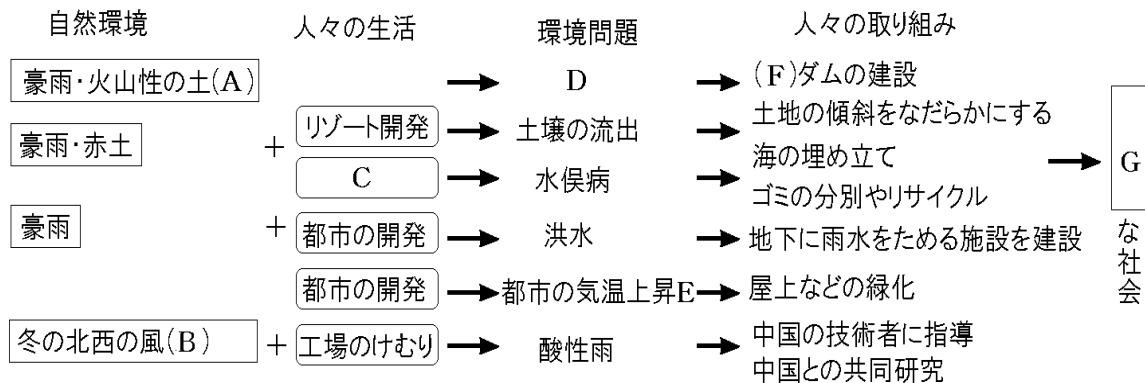 自然環境 人々の生活 環境問題 人々の取り組み
豪雨・火山性の土(A) D (F)ダムの建設
豪雨・赤土 + リゾート開発 土壌の流出 土地の傾斜をなだらかにする
C 水俣病 海の埋め立て
ゴミの分別やリサイクル
豪雨 + 都市の開発 洪水 地下に雨水をためる施設を建設
都市の開発 都市の気温上昇E 屋上などの緑化
冬の北西の風(B) + 工場のけむり 酸性雨 中国の技術者に指導
中国との共同研究
G
な社会